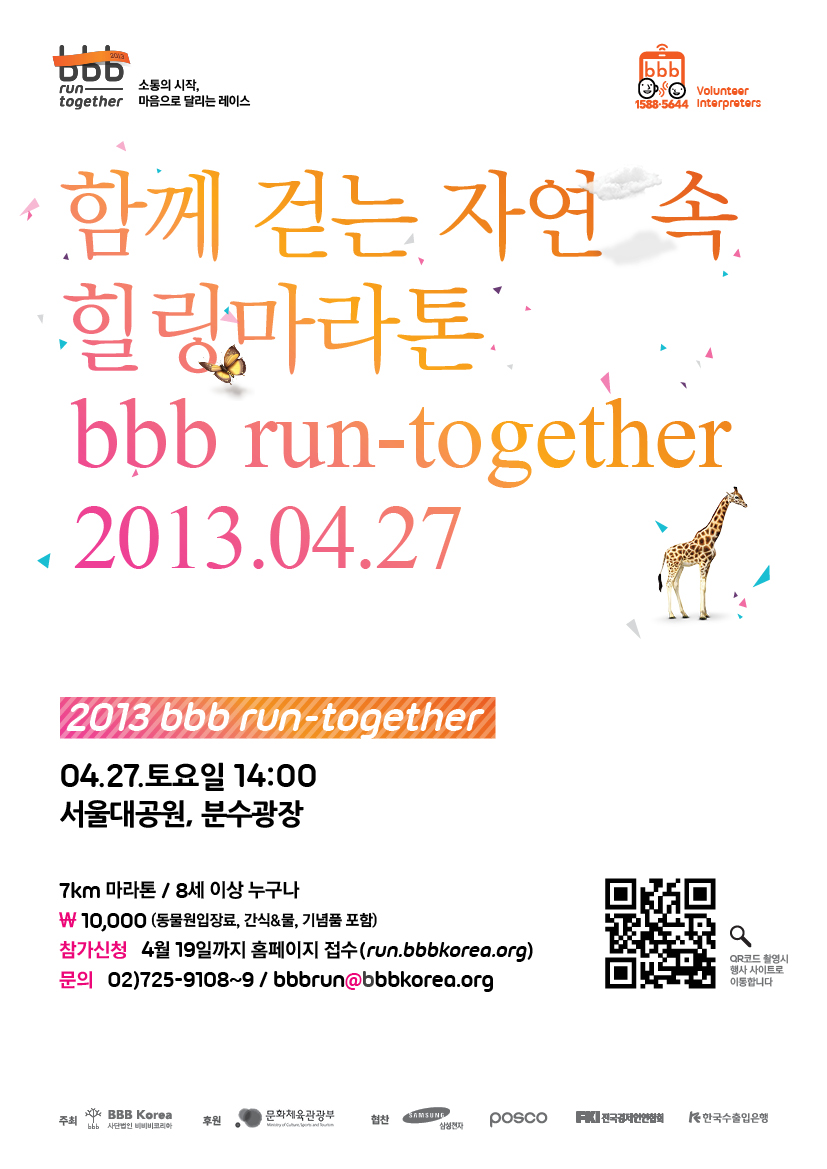 bbb
2013
run
together
소통의 시작,
마음으로 달리는 레이스
bbb
1588-5644
Volunteer
Interpreters
함께 걷는 자연 속
힐링마라톤
bbb run-together
2013.04.27
2013 bbb run-together
04.27.토요일 14:00
서울대공원, 분수광장
7km 마라톤 / 8세 이상 누구나
₩ 10,000 (동물원입장료, 간식&물, 기념품 포함)
참가신청 4월 19일까지 홈페이지 접수(run.bbbkorea.org)
문의 02)725-9108~9 / bbbrun@bbbkorea.org
QR코드 촬영시
행사 사이트로
이동합니다
주최 bbb BBB Korea 사단법인 비비비코리아
후원 문화체육관광부 Ministry of Culture, Sports and Tourism
협찬 SAMSUNG 삼성전자 posco FKI 전국경제인연합회 한국수출입은행